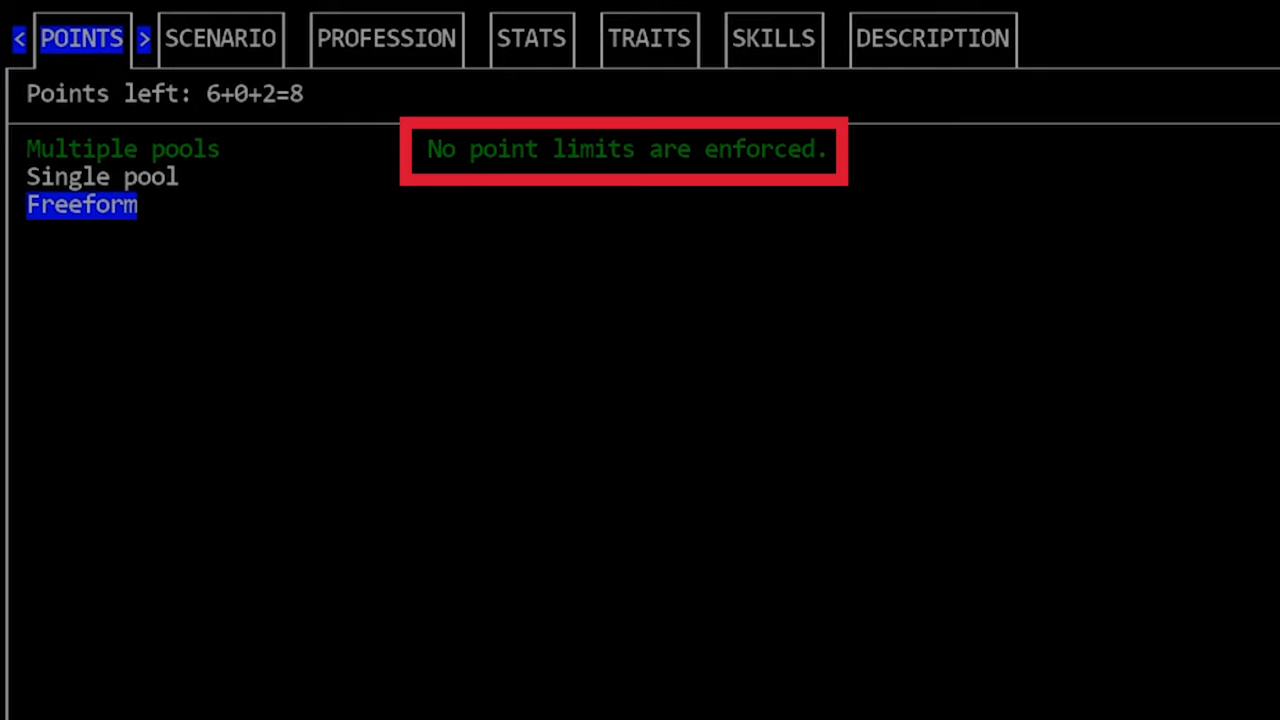 < POINTS > SCENARIO PROFESSION STATS TRAITS SKILLS DESCRIPTION
Points left: 6+0+2=8
Multiple pools No point limits are enforced.
Single pool
Freeform